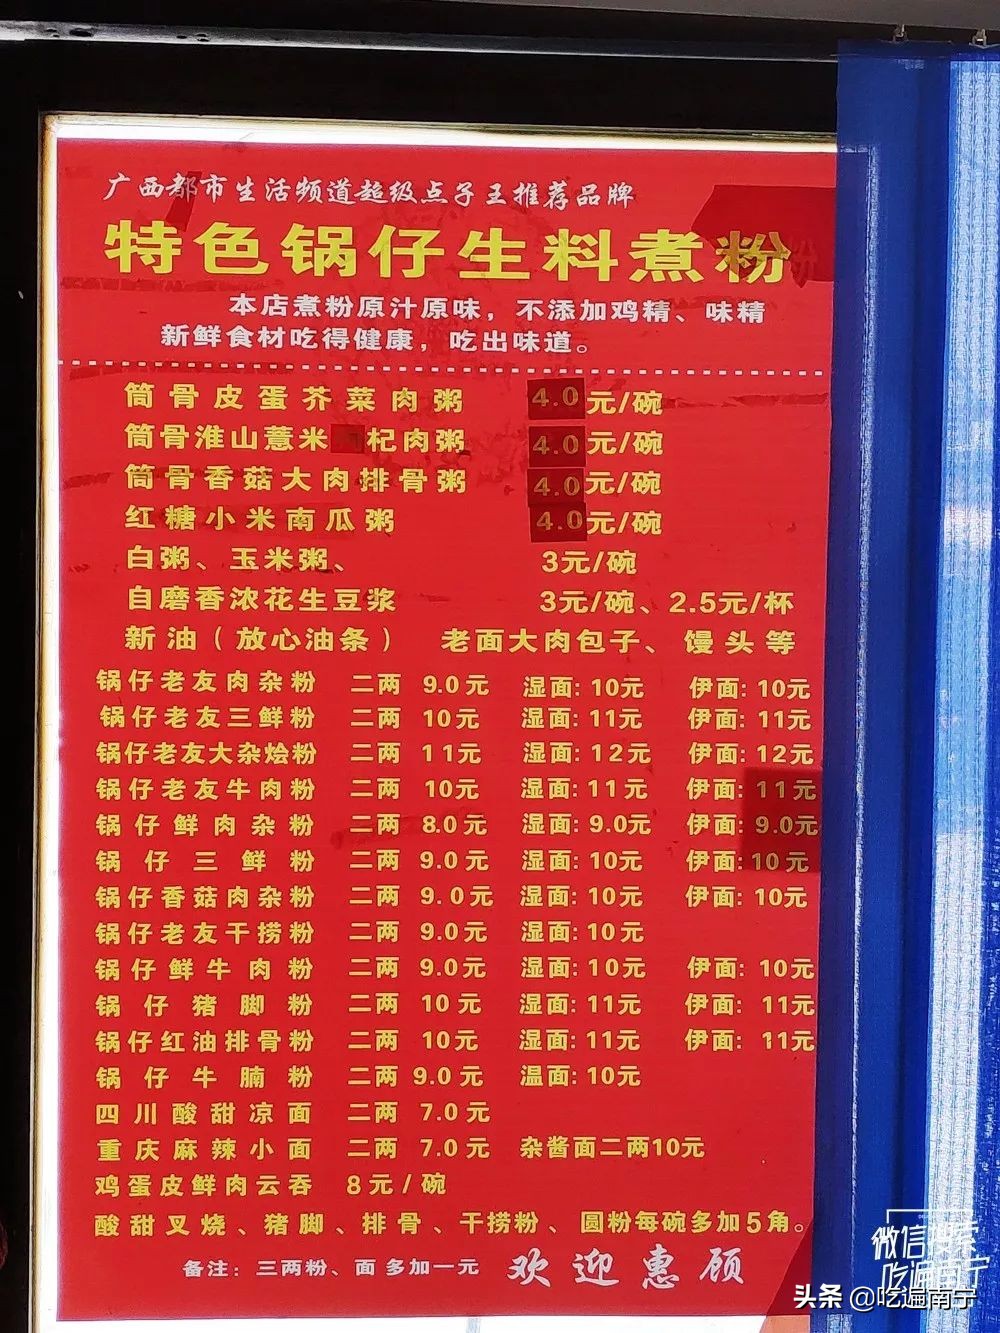 广西都市生活频道超级点子王推荐品牌
特色锅仔生料煮粉
本店煮粉原汁原味，不添加鸡精、味精
新鲜食材吃得健康，吃出味道。
筒骨皮蛋芥菜肉粥 4.0元/碗
筒骨淮山薏米 杞肉粥 4.0元/碗
筒骨香菇大肉排骨粥 4.0元/碗
红糖小米南瓜粥 4.0元/碗
白粥、玉米粥、 3元/碗
自磨香浓花生豆浆 3元/碗、2.5元/杯
新油（放心油条） 老面大肉包子、馒头等
锅仔老友肉杂粉 二两 9.0元 湿面:10元 伊面:10元
锅仔老友三鲜粉 二两 10元 湿面:11元 伊面:11元
锅仔老友大杂烩粉 二两 11元 湿面:12元 伊面:12元
锅仔老友牛肉粉 二两 10元 湿面:11元 伊面:11元
锅仔鲜肉杂粉 二两 8.0元 湿面:9.0元 伊面:9.0元
锅仔三鲜粉 二两 9.0元 湿面:10元 伊面:10元
锅仔香菇肉杂粉 二两 9.0元 湿面:10元 伊面:10元
锅仔老友干捞粉 二两 9.0元 湿面:10元
锅仔鲜牛肉粉 二两 9.0元 湿面:10元 伊面:10元
锅仔猪脚粉 二两 10元 湿面:11元 伊面:11元
锅仔红油排骨粉 二两 10元 湿面:11元 伊面:11元
锅仔牛腩粉 二两 9.0元 温面:10元
四川酸甜凉面 二两 7.0元
重庆麻辣小面 二两 7.0元 杂酱面二两10元
鸡蛋皮鲜肉云吞 8元/碗
酸甜叉烧、猪脚、排骨、干捞粉、圆粉每碗多加5角。
备注：三两粉、面多加一元 欢迎惠顾
微信搜索
吃遍南宁
头条 @吃遍南宁